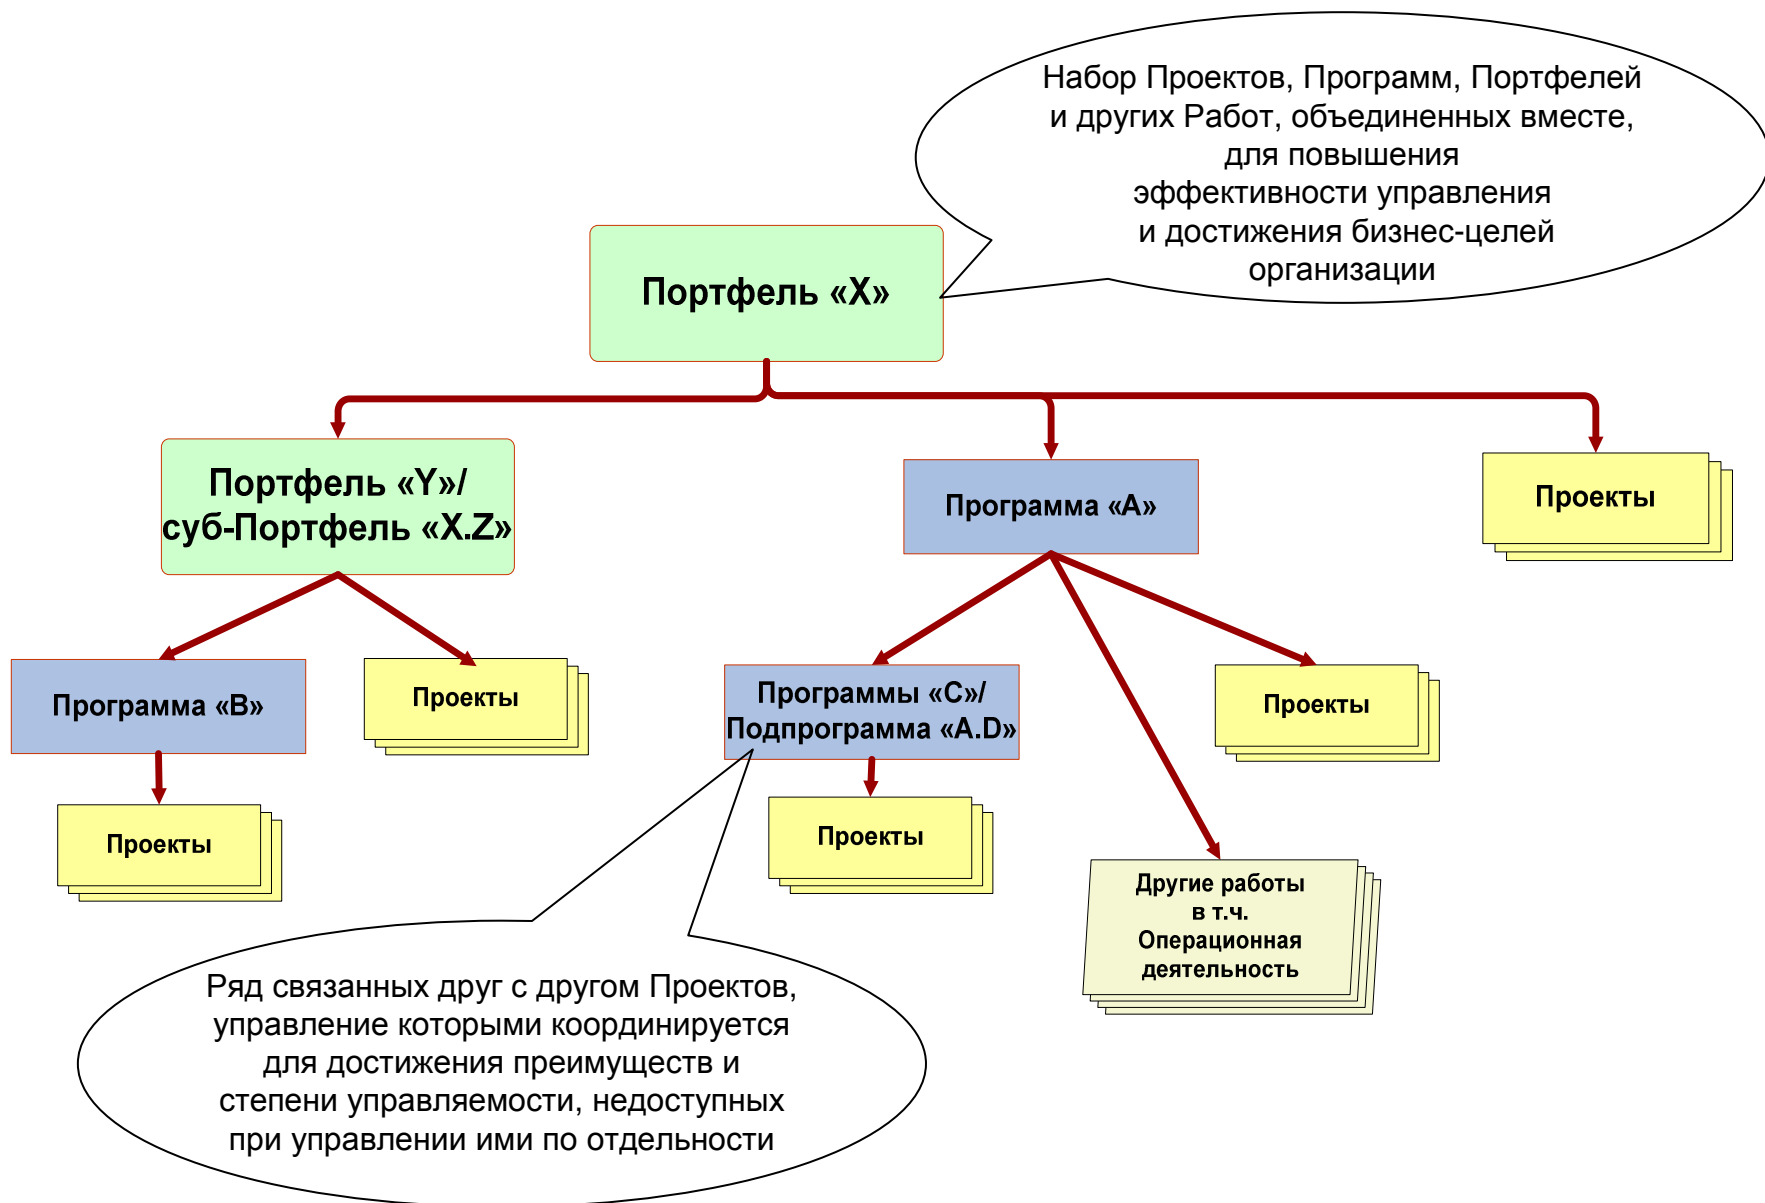 Набор Проектов, Программ, Портфелей
и других Работ, объединенных вместе,
для повышения
эффективности управления
и достижения бизнес-целей
организации
Портфель «X»
Портфель «Y»/
суб-Портфель «X.Z»
Программа «A»
Проекты
Программа «B»
Проекты
Программы «C»/
Подпрограмма «A.D»
Проекты
Проекты
Проекты
Другие работы
в т.ч.
Операционная
деятельность
Ряд связанных друг с другом Проектов,
управление которыми координируется
для достижения преимуществ и
степени управляемости, недоступных
при управлении ими по отдельности